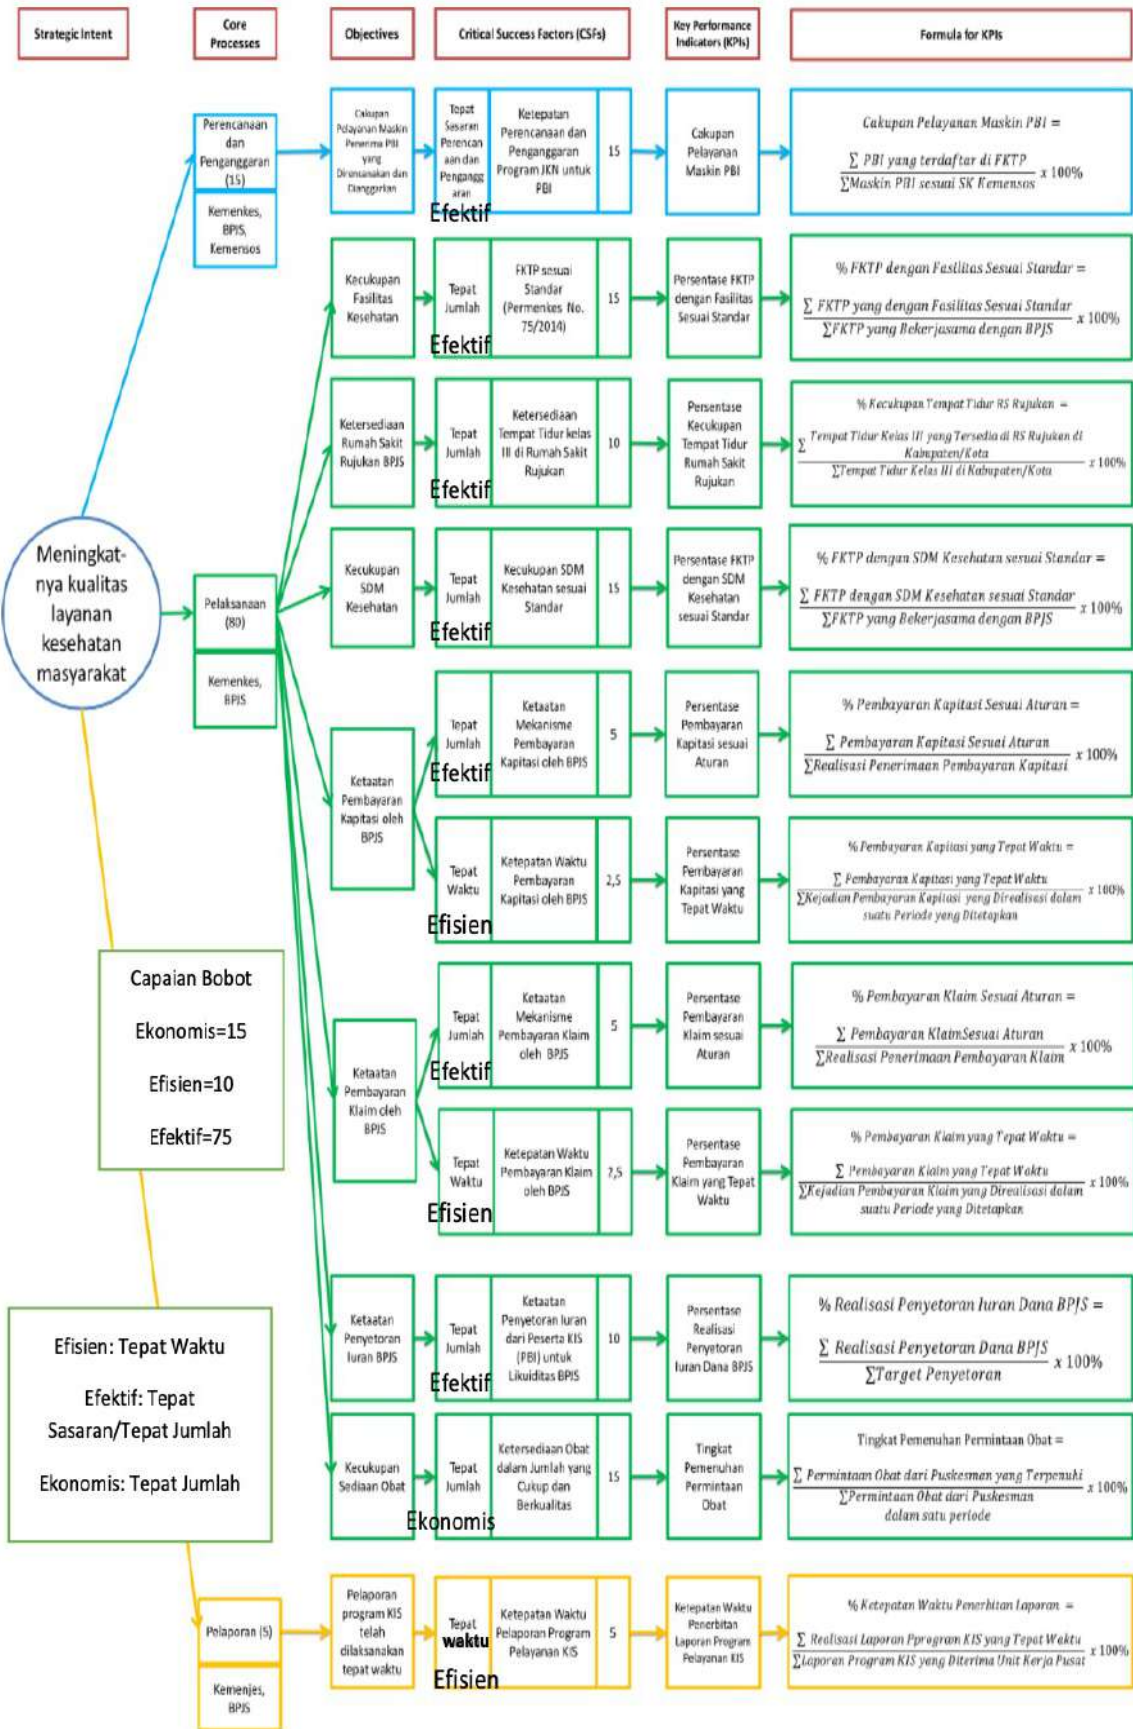 Strategic Intent
Core
Processes
Objectives
Critical Success Factors (CSFs)
Key Performance
Indicators (KPIs)
Formula for KPIs
Perencanaan
dan
Penganggaran
(15)
Kemenkes,
BPJS,
Kemensos
Cakupan
Pelayanan Maskin
Penerima PBI
yang
Direncanakan dan
Dianggarkan
Tepat
Sasaran
Perencan
aan dan
Pengangg
aran
Efektif
Ketepatan
Perencanaan dan
Penganggaran
Program JKN untuk
PBI
15
Cakupan
Pelayanan
Maskin PBI
Cakupan Pelayanan Maskin PBI =
∑ PBI yang terdaftar di FKTP
∑Maskin PBI sesuai SK Kemensos
x 100%
Kecukupan
Fasilitas
Kesehatan
Tepat
Jumlah
Efektif
FKTP sesuai
Standar
(Permenkes No.
75/2014)
15
Persentase FKTP
dengan Fasilitas
Sesuai Standar
% FKTP dengan Fasilitas Sesuai Standar =
∑ FKTP yang dengan Fasilitas Sesuai Standar
∑FKTP yang Bekerjasama dengan BPJS
x 100%
Ketersediaan
Rumah Sakit
Rujukan BPJS
Tepat
Jumlah
Efektif
Ketersediaan
Tempat Tidur kelas
III di Rumah Sakit
Rujukan
10
Persentase
Kecukupan
Tempat Tidur
Rumah Sakit
Rujukan
% Kecukupan Tempat Tidur RS Rujukan =
∑ Tempat Tidur Kelas III yang Tersedia di RS Rujukan di
Kabupaten/Kota
∑Tempat Tidur Kelas III di Kabupaten/Kota
x 100%
Meningkat-
nya kualitas
layanan
kesehatan
masyarakat
Pelaksanaan
(80)
Kemenkes,
BPJS
Kecukupan
SDM
Kesehatan
Tepat
Jumlah
Efektif
Kecukupan SDM
Kesehatan sesuai
Standar
15
Persentase FKTP
dengan SDM
Kesehatan
sesuai Standar
% FKTP dengan SDM Kesehatan sesuai Standar =
∑ FKTP dengan SDM Kesehatan sesuai Standar
∑FKTP yang Bekerjasama dengan BPJS
x 100%
Ketaatan
Pembayaran
Kapitasi oleh
BPJS
Tepat
Jumlah
Efektif
Ketaatan
Mekanisme
Pembayaran
Kapitasi oleh BPJS
5
Persentase
Pembayaran
Kapitasi sesuai
Aturan
% Pembayaran Kapitasi Sesuai Aturan =
∑ Pembayaran Kapitasi Sesuai Aturan
∑Realisasi Penerimaan Pembayaran Kapitasi
x 100%
Tepat
Waktu
Efisien
Ketepatan Waktu
Pembayaran
Kapitasi oleh BPJS
2,5
Persentase
Pembayaran
Kapitasi yang
Tepat Waktu
% Pembayaran Kapitasi yang Tepat Waktu =
∑ Pembayaran Kapitasi yang Tepat Waktu
∑Kejadian Pembayaran Kapitasi yang Direalisasi dalam
suatu Periode yang Ditetapkan
x 100%
Capaian Bobot
Ekonomis=15
Efisien=10
Efektif=75
Ketaatan
Pembayaran
Klaim oleh
BPJS
Tepat
Jumlah
Efektif
Ketaatan
Mekanisme
Pembayaran Klaim
oleh BPJS
5
Persentase
Pembayaran
Klaim sesuai
Aturan
% Pembayaran Klaim Sesuai Aturan =
∑ Pembayaran KlaimSesuai Aturan
∑Realisasi Penerimaan Pembayaran Klaim
x 100%
Tepat
Waktu
Efisien
Ketepatan Waktu
Pembayaran Klaim
oleh BPJS
2,5
Persentase
Pembayaran
Klaim yang Tepat
Waktu
% Pembayaran Klaim yang Tepat Waktu =
∑ Pembayaran Klaim yang Tepat Waktu
∑Kejadian Pembayaran Klaim yang Direalisasi dalam
suatu Periode yang Ditetapkan
x 100%
Efisien: Tepat Waktu
Efektif: Tepat
Sasaran/Tepat Jumlah
Ekonomis: Tepat Jumlah
Ketaatan
Penyetoran
Iuran BPJS
Tepat
Jumlah
Efektif
Ketaatan
Penyetoran Iuran
dari Peserta KIS
(PBI) untuk
Likuiditas BPJS
10
Persentase
Realisasi
Penyetoran
Iuran Dana BPJS
% Realisasi Penyetoran Iuran Dana BPJS =
∑ Realisasi Penyetoran Dana BPJS
∑Target Penyetoran
x 100%
Kecukupan
Sediaan Obat
Tepat
Jumlah
Ekonomis
Ketersediaan Obat
dalam Jumlah yang
Cukup dan
Berkualitas
15
Tingkat
Pemenuhan
Permintaan
Obat
Tingkat Pemenuhan Permintaan Obat =
∑ Permintaan Obat dari Puskesman yang Terpenuhi
∑Permintaan Obat dari Puskesman
dalam satu periode
x 100%
Pelaporan (5)
Kemenjes,
BPJS
Pelaporan
program KIS
telah
dilaksanakan
tepat waktu
Tepat
waktu
Efisien
Ketepatan Waktu
Pelaporan Program
Pelayanan KIS
5
Ketepatan Waktu
Penerbitan
Laporan Program
Pelayanan KIS
% Ketepatan Waktu Penerbitan Laporan =
∑ Realisasi Laporan Pprogram KIS yang Tepat Waktu
∑Laporan Program KIS yang Diterima Unit Kerja Pusat
x 100%